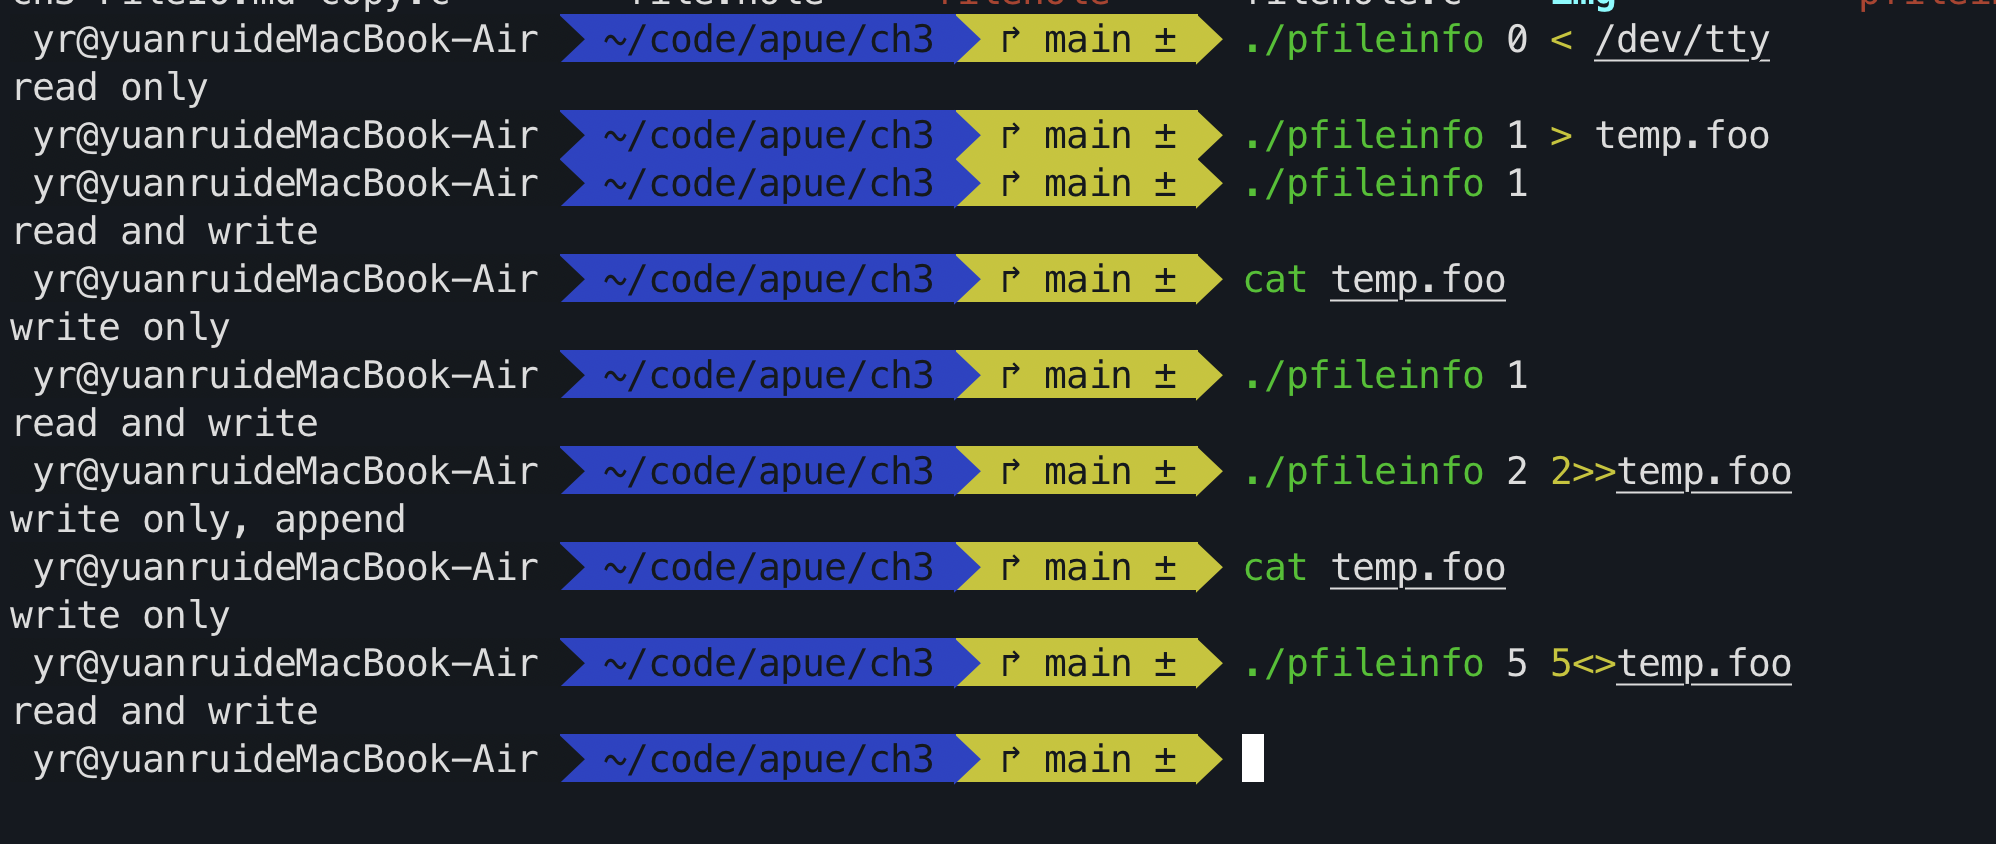 yr@yuanruideMacBook-Air ~/code/apue/ch3 main ± ./pfileinfo 0 < /dev/tty
read only
yr@yuanruideMacBook-Air ~/code/apue/ch3 main ± ./pfileinfo 1 > temp.foo
yr@yuanruideMacBook-Air ~/code/apue/ch3 main ± ./pfileinfo 1
read and write
yr@yuanruideMacBook-Air ~/code/apue/ch3 main ± cat temp.foo
write only
yr@yuanruideMacBook-Air ~/code/apue/ch3 main ± ./pfileinfo 1
read and write
yr@yuanruideMacBook-Air ~/code/apue/ch3 main ± ./pfileinfo 2 2>>temp.foo
write only, append
yr@yuanruideMacBook-Air ~/code/apue/ch3 main ± cat temp.foo
write only
yr@yuanruideMacBook-Air ~/code/apue/ch3 main ± ./pfileinfo 5 5<>temp.foo
read and write
yr@yuanruideMacBook-Air ~/code/apue/ch3 main ±